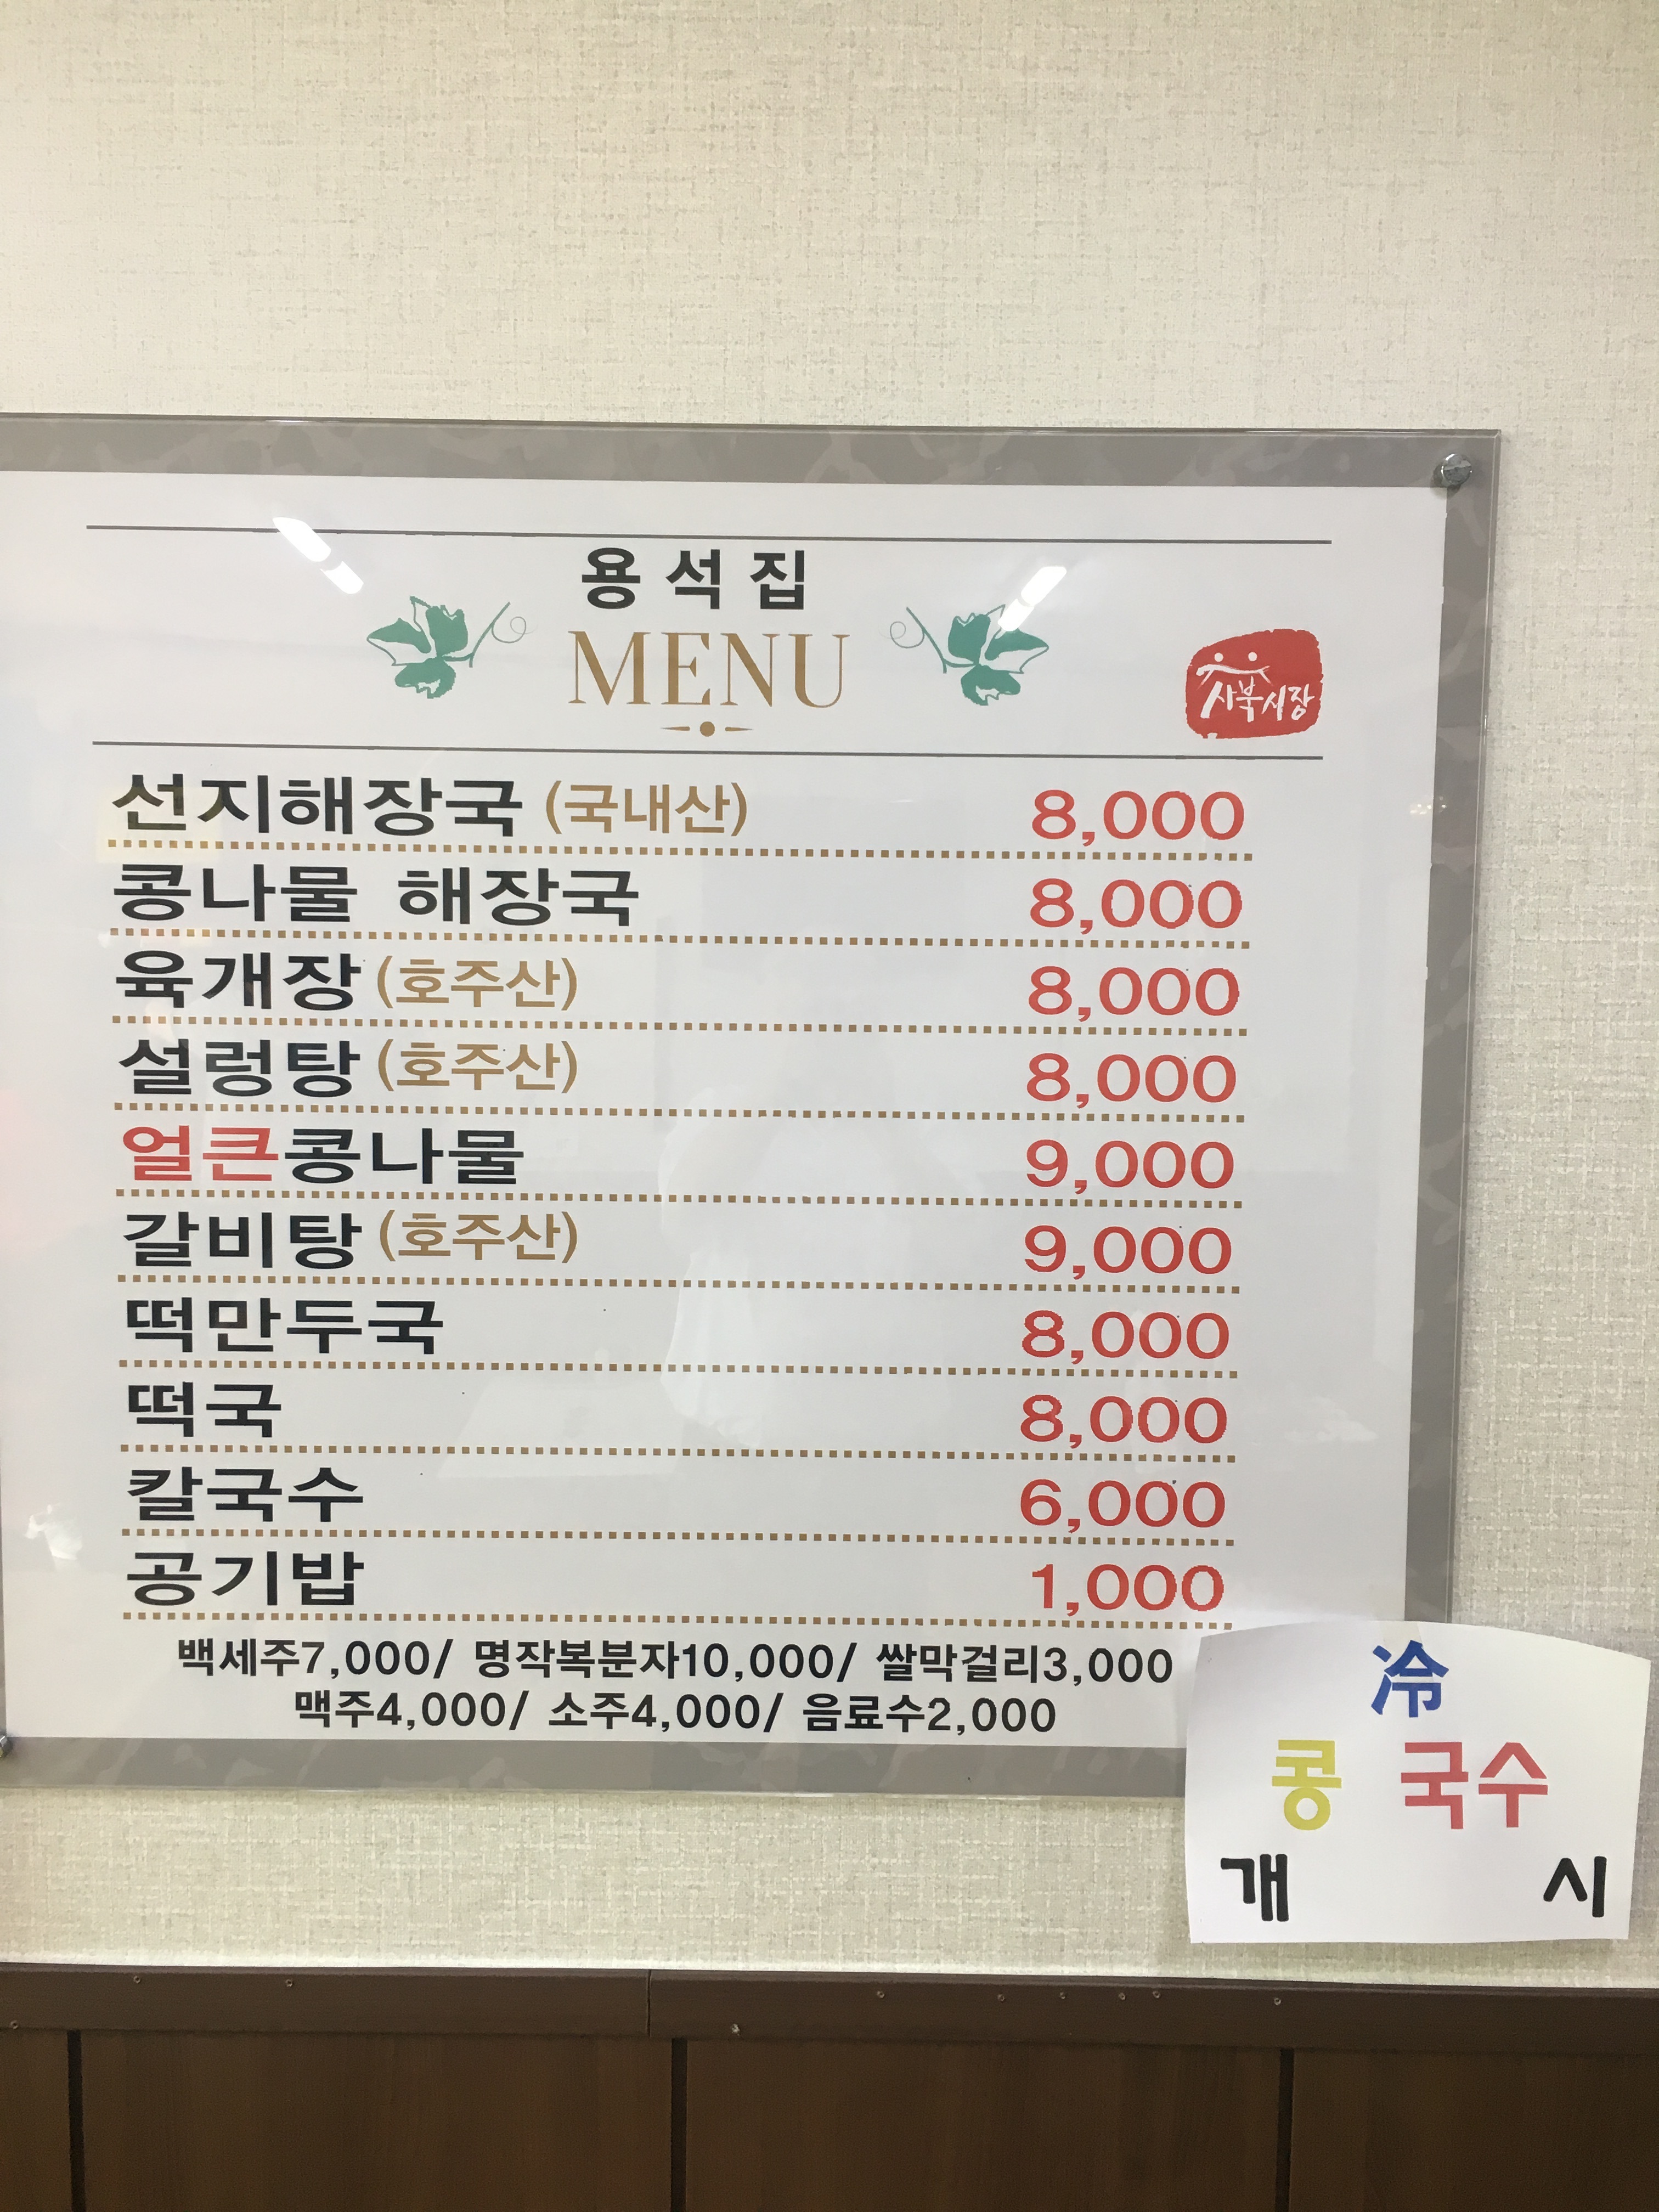 용석집
MENU
사북시장
선지해장국 (국내산) 8,000
콩나물 해장국 8,000
육개장 (호주산) 8,000
설렁탕 (호주산) 8,000
얼큰콩나물 9,000
갈비탕 (호주산) 9,000
떡만두국 8,000
떡국 8,000
칼국수 6,000
공기밥 1,000
백세주7,000/ 명작복분자10,000/ 쌀막걸리3,000
맥주4,000/ 소주4,000/ 음료수2,000
冷
콩 국수
개 시